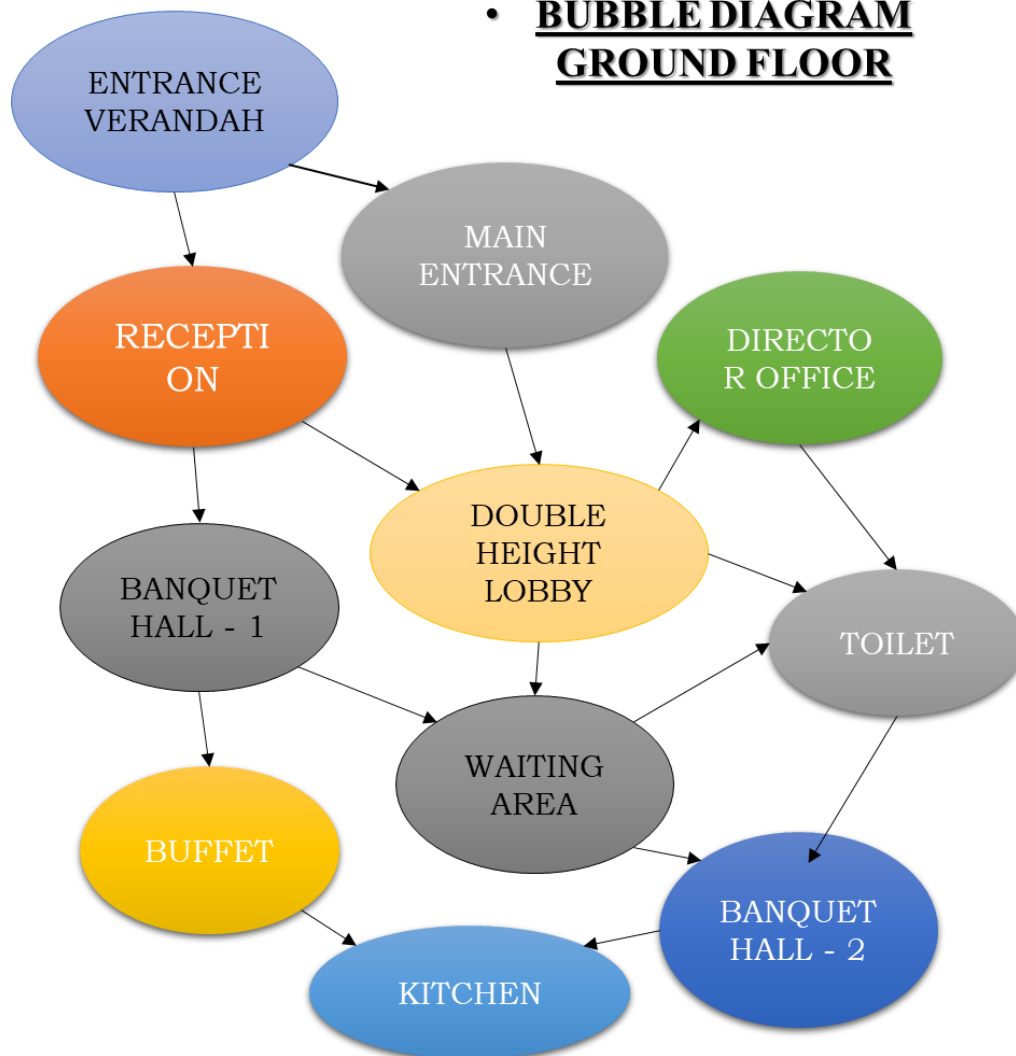 • BUBBLE DIAGRAM
GROUND FLOOR
ENTRANCE
VERANDAH
MAIN
ENTRANCE
RECEPTI
ON
DIRECTO
R OFFICE
DOUBLE
HEIGHT
LOBBY
BANQUET
HALL - 1
TOILET
WAITING
AREA
BUFFET
BANQUET
HALL - 2
KITCHEN